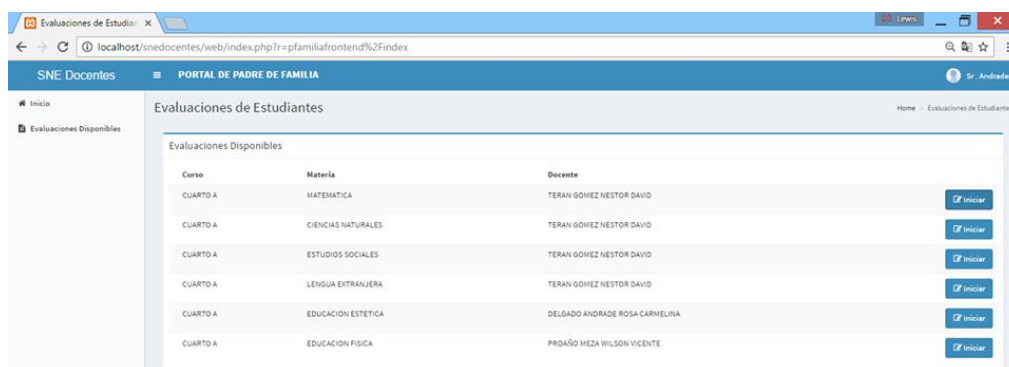 Evaluaciones de Estudiar
Lewis
localhost/snedocentes/web/index.php?r=pfamiliafrontend%2Findex
SNE Docentes
PORTAL DE PADRE DE FAMILIA
Sr. Andrade
Inicio
Evaluaciones Disponibles
Evaluaciones de Estudiantes
Home > Evaluaciones de Estudiante
Evaluaciones Disponibles
Curso Materia Docente
CUARTO A MATEMATICA TERAN GOMEZ NESTOR DAVID Iniciar
CUARTO A CIENCIAS NATURALES TERAN GOMEZ NESTOR DAVID Iniciar
CUARTO A ESTUDIOS SOCIALES TERAN GOMEZ NESTOR DAVID Iniciar
CUARTO A LENGUA EXTRANJERA TERAN GOMEZ NESTOR DAVID Iniciar
CUARTO A EDUCACION ESTETICA DELGADO ANDRADE ROSA CARMELINA Iniciar
CUARTO A EDUCACION FISICA PROAÑO MEZA WILSON VICENTE Iniciar